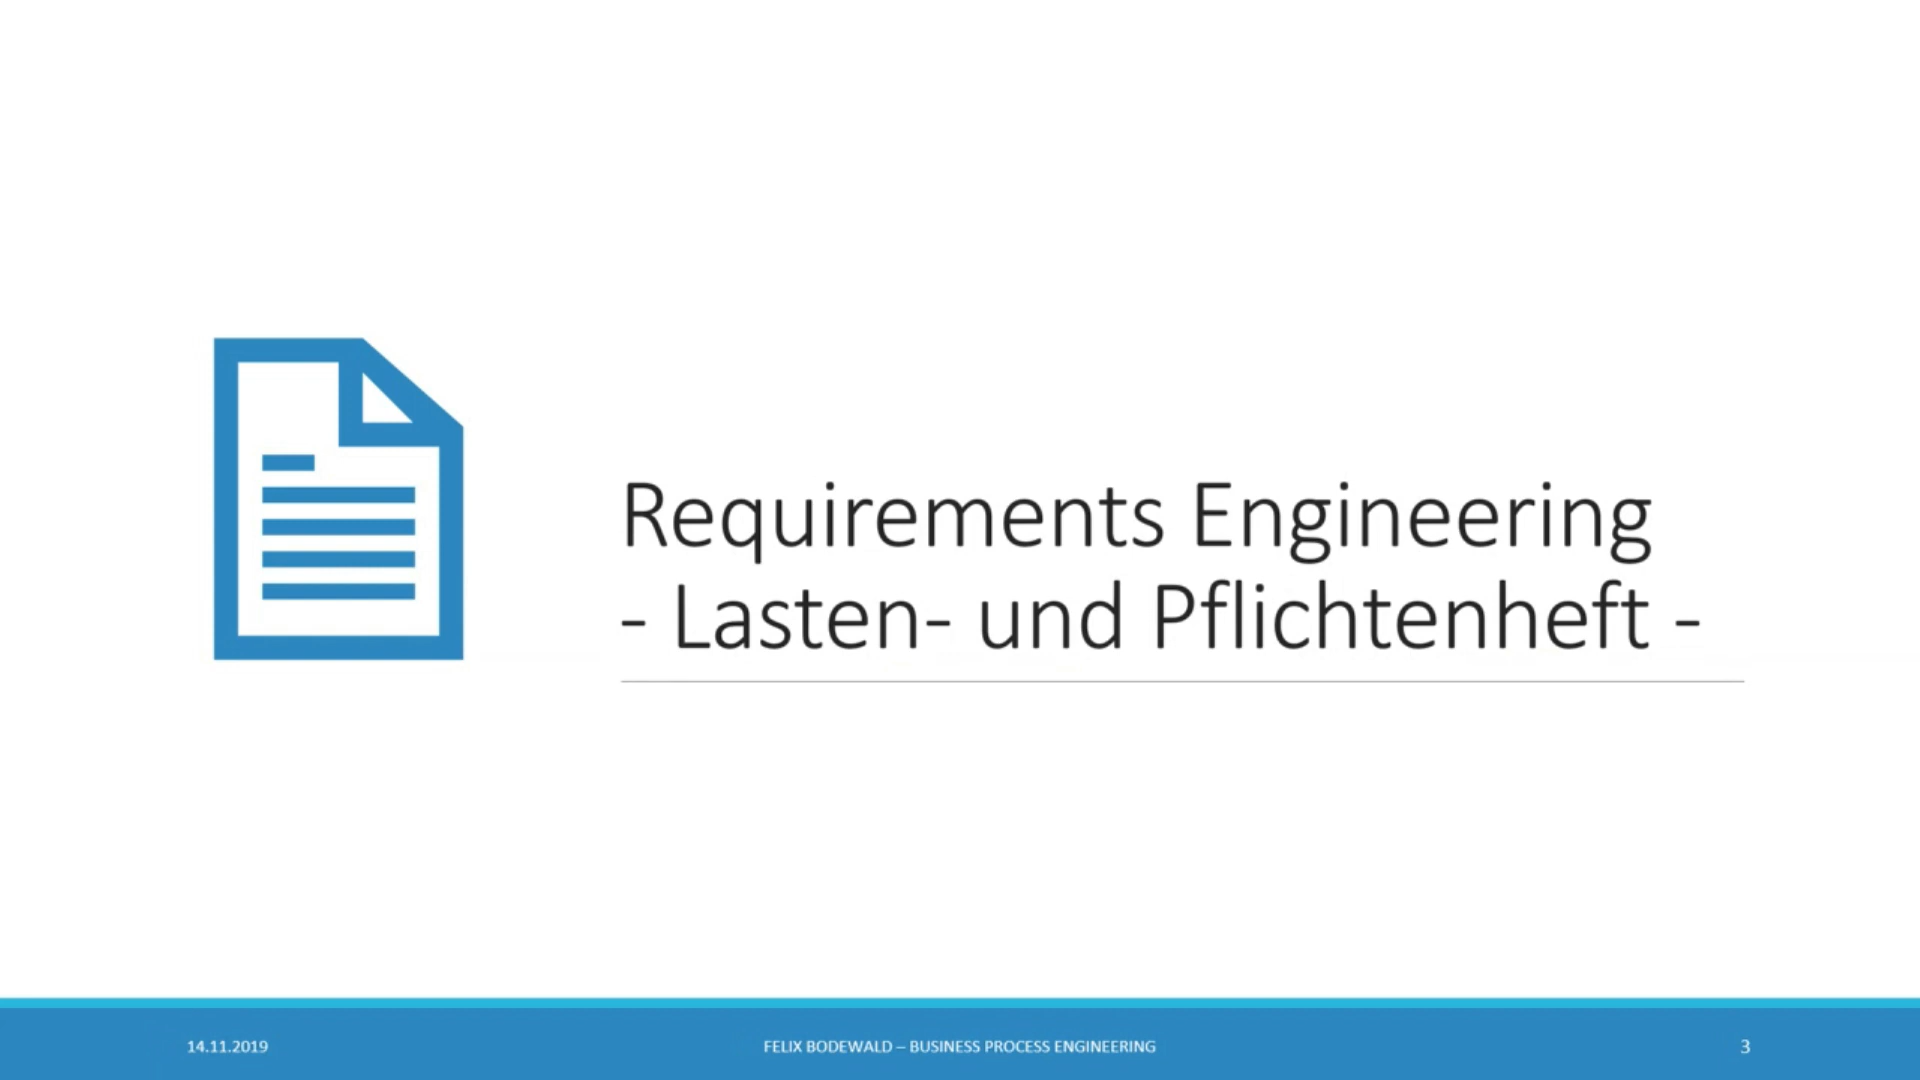 Requirements Engineering
- Lasten- und Pflichtenheft -
14.11.2019
FELIX BODEWALD – BUSINESS PROCESS ENGINEERING
3